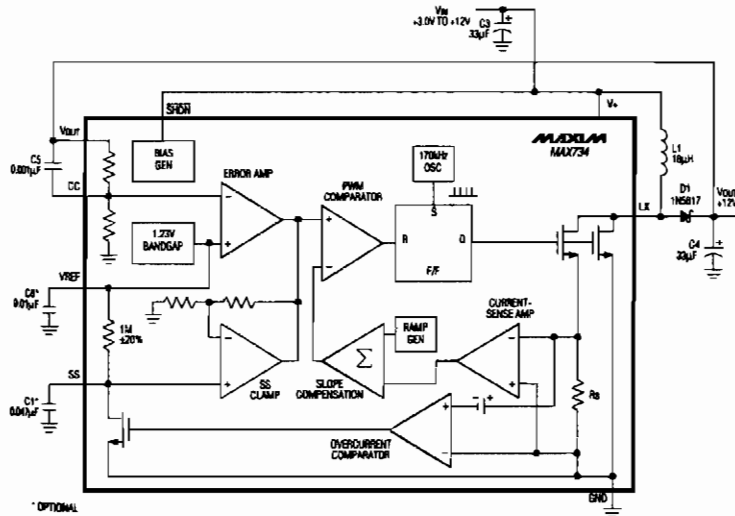 VIN
+3.0V TO +12V
C3
33µF
SHDN
V+
VOUT
C5
0.001µF
CC
BIAS
GEN
ERROR AMP
PWM
COMPARATOR
170kHz
OSC
MAXIM
MAX734
L1
18µH
D1
1N5817
VOUT
+12V
LX
C4
33µF
1.23V
BANDGAP
S
R
Q
F/F
VREF
C6*
0.01µF
1M
±20%
SS
C1*
0.047µF
SS
CLAMP
SLOPE
COMPENSATION
Σ
RAMP
GEN
CURRENT-
SENSE AMP
RS
OVERCURRENT
COMPARATOR
GND
* OPTIONAL